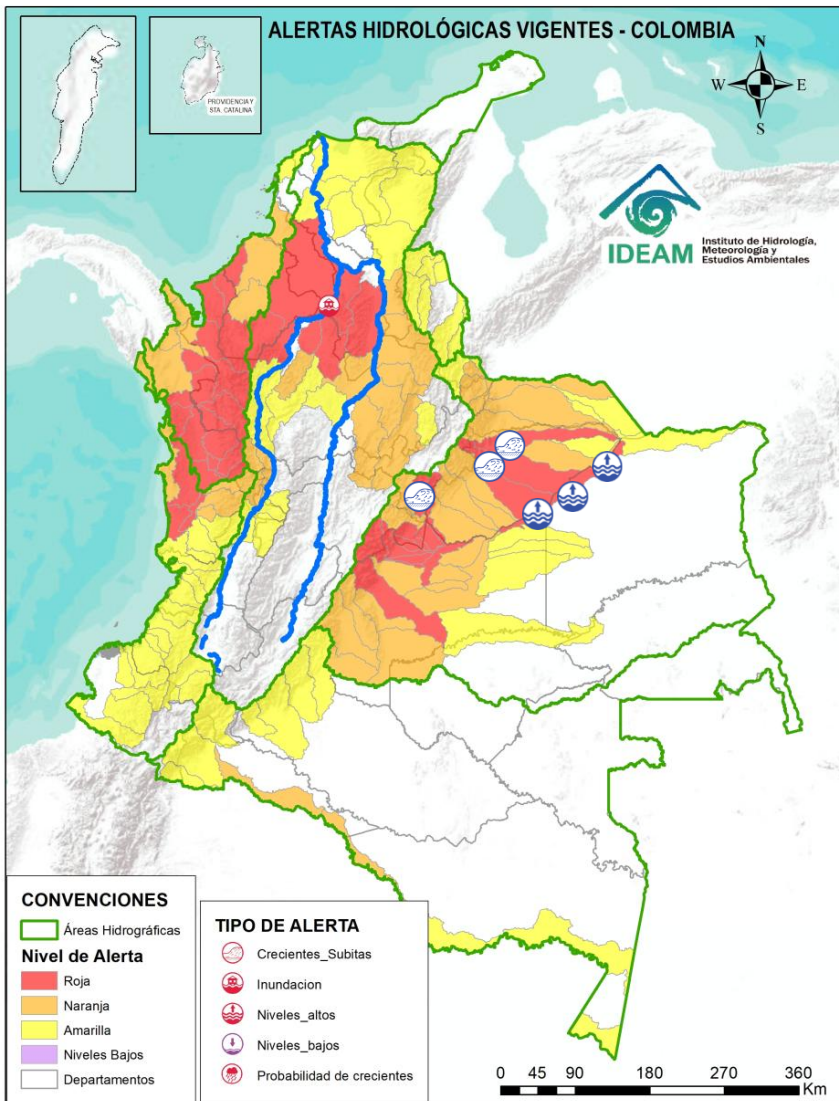 ALERTAS HIDROLÓGICAS VIGENTES - COLOMBIA
PROVIDENCIA Y
STA. CATALINA
N
W
E
S
IDEAM
Instituto de Hidrología,
Meteorología y
Estudios Ambientales
CONVENCIONES
Áreas Hidrográficas
Nivel de Alerta
Roja
Naranja
Amarilla
Niveles Bajos
Departamentos
TIPO DE ALERTA
Crecientes_Subitas
Inundacion
Niveles_altos
Niveles_bajos
Probabilidad de crecientes
0 45 90 180 270 360
Km